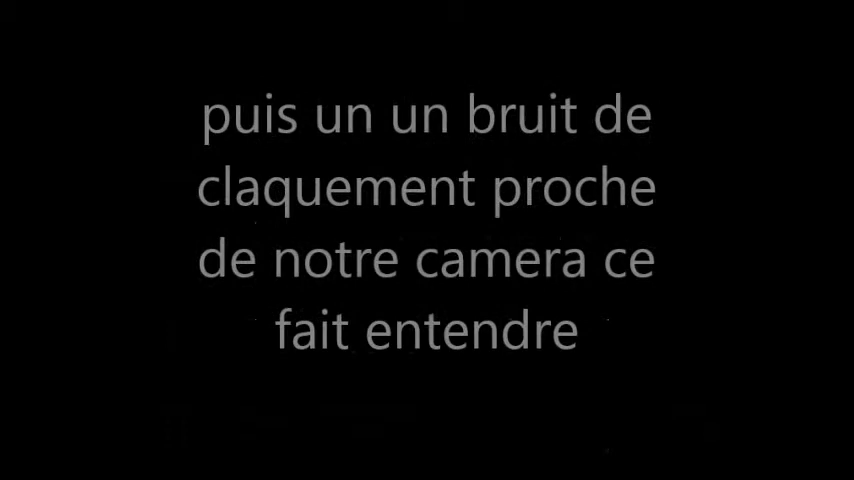 puis un un bruit de
claquement proche
de notre camera ce
fait entendre